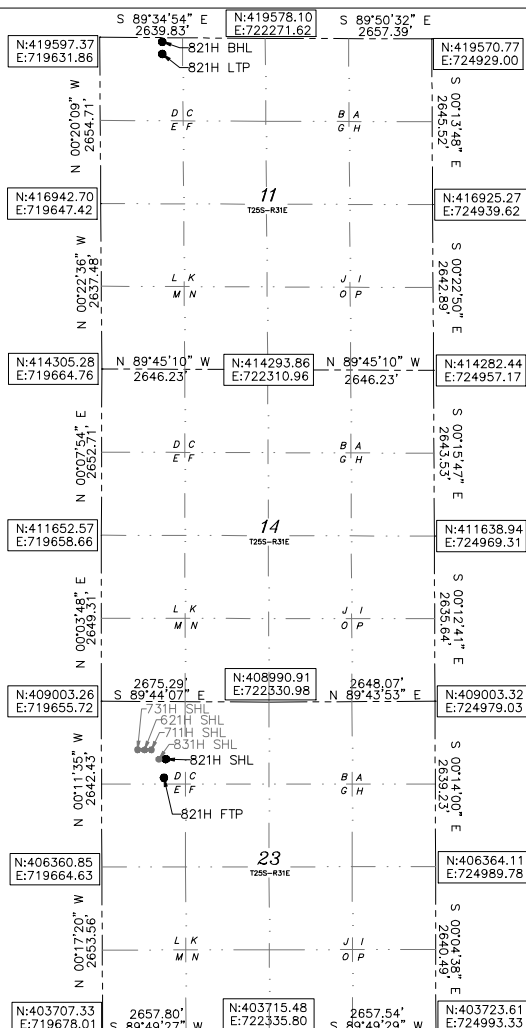 S 89°34'54" E
2639.83'
N:419578.10
E:722271.62
S 89°50'32" E
2657.39'
N:419597.37
E:719631.86
821H BHL
821H LTP
N:419570.77
E:724929.00
N 00°20'09" W
2654.71'
D C
E F
B A
G H
S 00°13'48" E
2645.52'
N:416942.70
E:719647.42
11
T25S-R31E
N:416925.27
E:724939.62
N 00°22'36" W
2637.48'
L K
M N
J I
O P
S 00°22'50" E
2642.89'
N:414305.28
E:719664.76
N 89°45'10" W
2646.23'
N:414293.86
E:722310.96
N 89°45'10" W
2646.23'
N:414282.44
E:724957.17
N 00°07'54" E
2652.71'
D C
E F
B A
G H
S 00°15'47" E
2643.53'
N:411652.57
E:719658.66
14
T25S-R31E
N:411638.94
E:724969.31
N 00°03'48" E
2649.31'
L K
M N
J I
O P
S 00°12'41" E
2635.64'
N:409003.26
E:719655.72
2675.29'
S 89°44'07" E
N:408990.91
E:722330.98
2648.07'
N 89°43'53" E
N:409003.32
E:724979.03
731H SHL
621H SHL
711H SHL
831H SHL
821H SHL
N 00°11'35" W
2642.43'
D C
E F
B A
G H
S 00°14'00" E
2639.23'
821H FTP
N:406360.85
E:719664.63
23
T25S-R31E
N:406364.11
E:724989.78
N 00°17'20" W
2653.56'
L K
M N
J I
O P
S 00°04'38" E
2640.49'
N:403707.33
E:719678.01
2657.80'
S 89°49'27" W
N:403715.48
E:722335.80
2657.54'
S 89°49'29" W
N:403723.61
E:724993.33